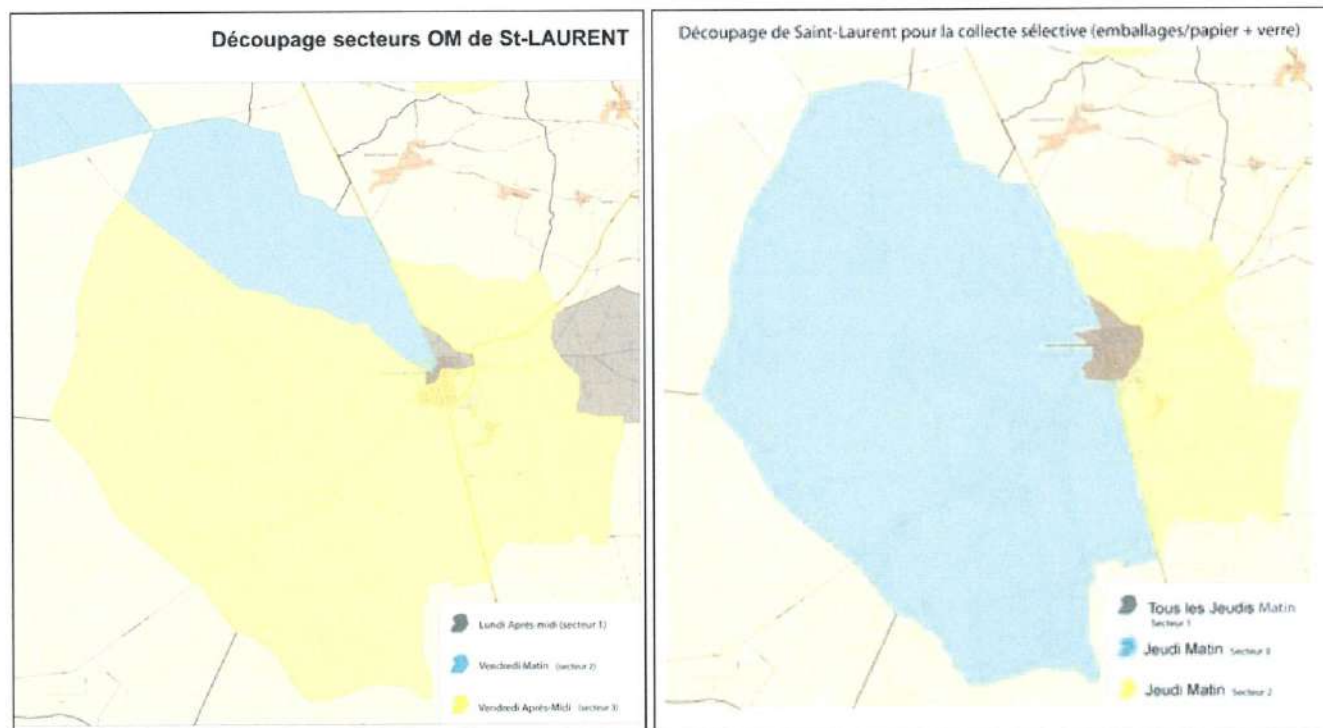 Découpage secteurs OM de St-LAURENT
Lundi Après-midi (secteur 1)
Vendredi Matin (secteur 2)
Vendredi Après-Midi (secteur 3)
Découpage de Saint-Laurent pour la collecte sélective (emballages/papier + verre)
Tous les Jeudis Matin
Secteur 1
Jeudi Matin
Jeudi Matin Secteur 2